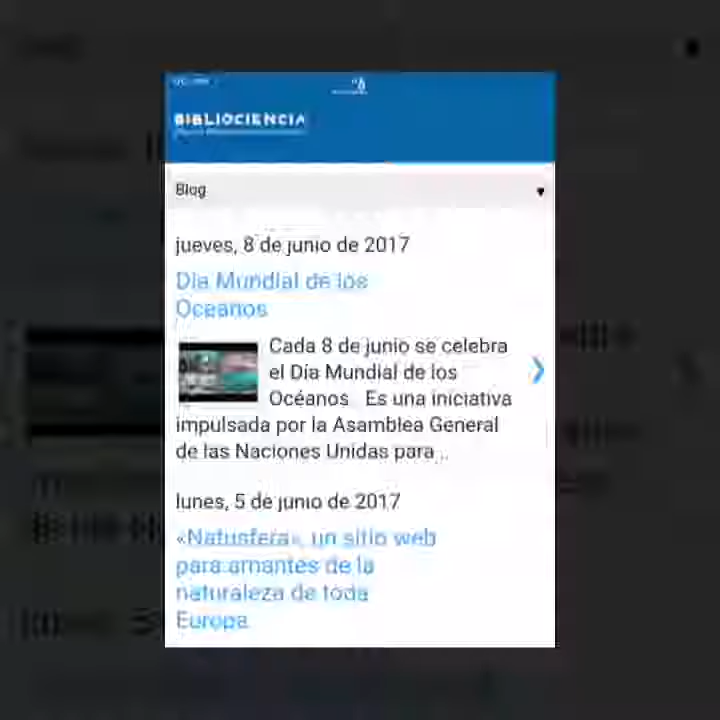 BIBLIOCIENCIA
Blog
jueves, 8 de junio de 2017
Día Mundial de los
Océanos
Cada 8 de junio se celebra
el Día Mundial de los
Océanos. Es una iniciativa
impulsada por la Asamblea General
de las Naciones Unidas para...
lunes, 5 de junio de 2017
«Natusfera», un sitio web
para amantes de la
naturaleza de toda
Europa